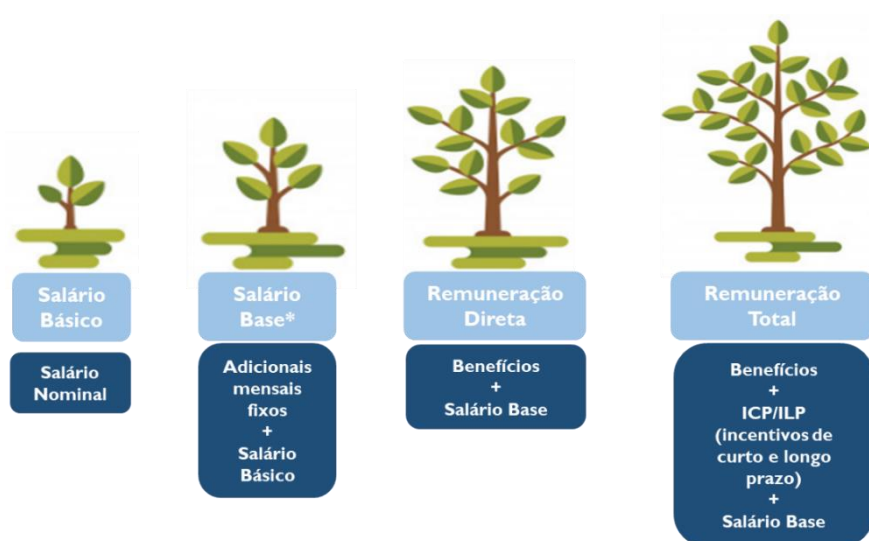 Salário
Básico
Salário
Nominal
Salário
Base*
Adicionais
mensais
fixos
+
Salário
Básico
Remuneração
Direta
Benefícios
+
Salário Base
Remuneração
Total
Benefícios
+
ICP/ILP
(incentivos de
curto e longo
prazo)
+
Salário Base